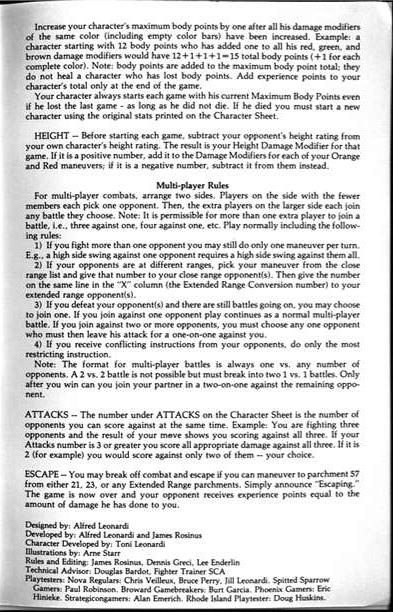 Increase your character's maximum body points by one after all his damage modifiers
of the same color (including empty color bars) have been increased. Example: a
character starting with 12 body points who has added one to all his red, green, and
brown damage modifiers would have 12+1+1+1=15 total body points (+1 for each
complete color). Note: body points are added to the maximum body point total; they
do not heal a character who has lost body points. Add experience points to your
character's total only at the end of the game.
Your character always starts each game with his current Maximum Body Points even
if he lost the last game - as long as he did not die. If he died you must start a new
character using the original stats printed on the Character Sheet.
HEIGHT — Before starting each game, subtract your opponent's height rating from
your own character's height rating. The result is your Height Damage Modifier for that
game. If it is a positive number, add it to the Damage Modifiers for each of your Orange
and Red maneuvers; if it is a negative number, subtract it from them instead.
Multi-player Rules
For multi-player combats, arrange two sides. Players on the side with the fewer
members each pick one opponent. Then, the extra players on the larger side each join
any battle they choose. Note: It is permissible for more than one extra player to join a
battle, i.e., three against one, four against one, etc. Play normally including the follow-
ing rules:
1) If you fight more than one opponent you may still do only one maneuver per turn.
E.g., a high side swing against one opponent requires a high side swing against them all.
2) If your opponents are at different ranges, pick your maneuver from the close
range list and give that number to your close range opponent(s). Then give the number
on the same line in the "X" column (the Extended Range Conversion number) to your
extended range opponent(s).
3) If you defeat your opponent(s) and there are still battles going on, you may choose
to join one. If you join against one opponent play continues as a normal multi-player
battle. If you join against two or more opponents, you must choose any one opponent
who must then leave his attack for a one-on-one against you.
4) If you receive conflicting instructions from your opponents, do only the most
restricting instruction.
Note: The format for multi-player battles is always one vs. any number of
opponents. A 2 vs. 2 battle is not possible but must break into two 1 vs. 1 battles. Only
after you win can you join your partner in a two-on-one against the remaining oppo-
nent.
ATTACKS — The number under ATTACKS on the Character Sheet is the number of
opponents you can score against at the same time. Example: You are fighting three
opponents and the result of your move shows you scoring against all three. If your
Attacks number is 3 or greater you score all appropriate damage against all three. If it is
2 (for example) you would score against only two of them — your choice.
ESCAPE — You may break off combat and escape if you can maneuver to parchment 57
from either 21, 23, or any Extended Range parchments. Simply announce "Escaping."
The game is now over and your opponent receives experience points equal to the
amount of damage he has done to you.
Designed by: Alfred Leonardi
Developed by: Alfred Leonardi and James Rosinus
Character Developed by: Toni Leonardi
Illustrations by: Arne Starr
Rules and Editing: James Rosinus, Dennis Greci, Lee Enderlin
Technical Advisor: Douglas Bardot, Fighter Trainer SCA
Playtesters: Nova Regulars: Chris Veilleux, Bruce Perry, Jill Leonardi. Spitted Sparrow
Gamers: Paul Robinson. Broward Gamebreakers: Burt Garcia. Phoenix Gamers: Eric
Hinieke. Strategicongamers: Alan Emerich. Rhode Island Playtester: Doug Huskins.